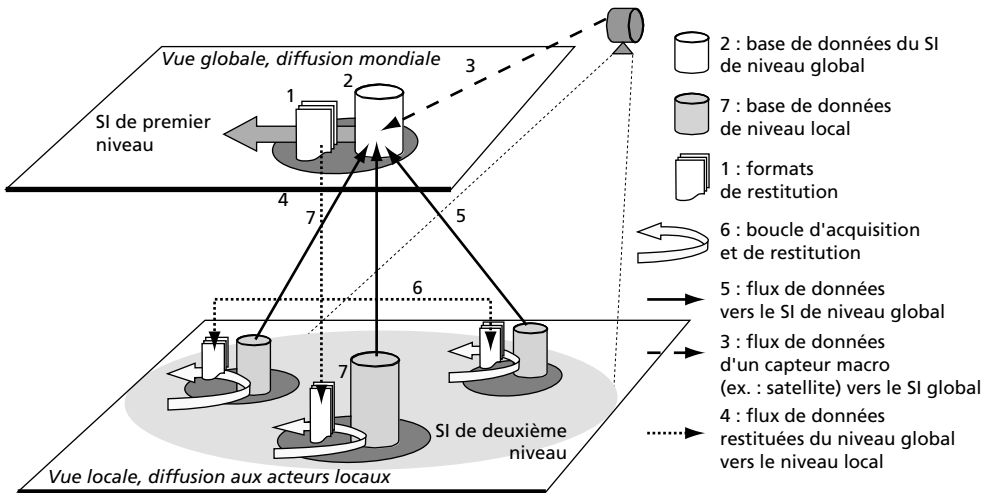 Vue globale, diffusion mondiale
3
2
1
SI de premier
niveau
4
7
5
6
7
SI de deuxième
niveau
Vue locale, diffusion aux acteurs locaux
2 : base de données du SI
de niveau global
7 : base de données
de niveau local
1 : formats
de restitution
6 : boucle d'acquisition
et de restitution
5 : flux de données
vers le SI de niveau global
3 : flux de données
d'un capteur macro
(ex. : satellite) vers le SI global
4 : flux de données
restituées du niveau global
vers le niveau local